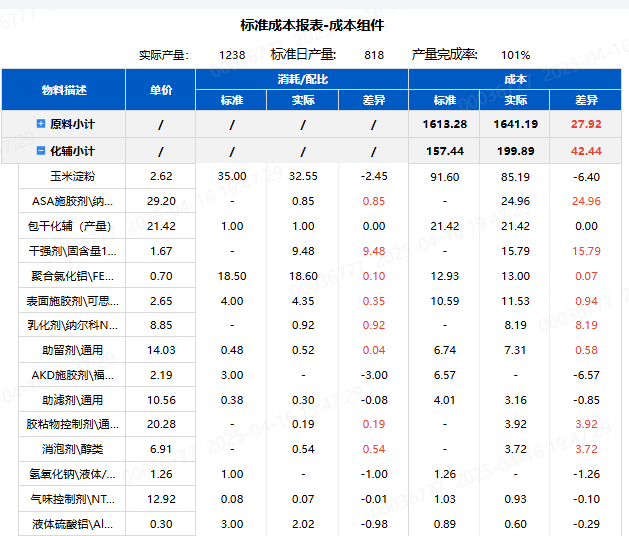 标准成本报表-成本组件
实际产量: 1238 标准日产量: 818 产量完成率: 101%
物料描述 单价 消耗/配比 成本
标准 实际 差异 标准 实际 差异
原料小计 / / / / 1613.28 1641.19 27.92
化辅小计 / / / / 157.44 199.89 42.44
玉米淀粉 2.62 35.00 32.55 -2.45 91.60 85.19 -6.40
ASA施胶剂\纳... 29.20 - 0.85 0.85 - 24.96 24.96
包干化辅（产量） 21.42 1.00 1.00 0.00 21.42 21.42 0.00
干强剂\固含量1... 1.67 - 9.48 9.48 - 15.79 15.79
聚合氯化铝\FE... 0.70 18.50 18.60 0.10 12.93 13.00 0.07
表面施胶剂\可思... 2.65 4.00 4.35 0.35 10.59 11.53 0.94
乳化剂\纳尔科N... 8.85 - 0.92 0.92 - 8.19 8.19
助留剂\通用 14.03 0.48 0.52 0.04 6.74 7.31 0.58
AKD施胶剂\福... 2.19 3.00 - -3.00 6.57 - -6.57
助滤剂\通用 10.56 0.38 0.30 -0.08 4.01 3.16 -0.85
胶粘物控制剂\通... 20.28 - 0.19 0.19 - 3.92 3.92
消泡剂\醇类 6.91 - 0.54 0.54 - 3.72 3.72
氢氧化钠\液体/... 1.26 1.00 - -1.00 1.26 - -1.26
气味控制剂\NT... 12.92 0.08 0.07 -0.01 1.03 0.93 -0.10
液体硫酸铝\Al... 0.30 3.00 2.02 -0.98 0.89 0.60 -0.29
00036777 2025-04-16 19:47:29